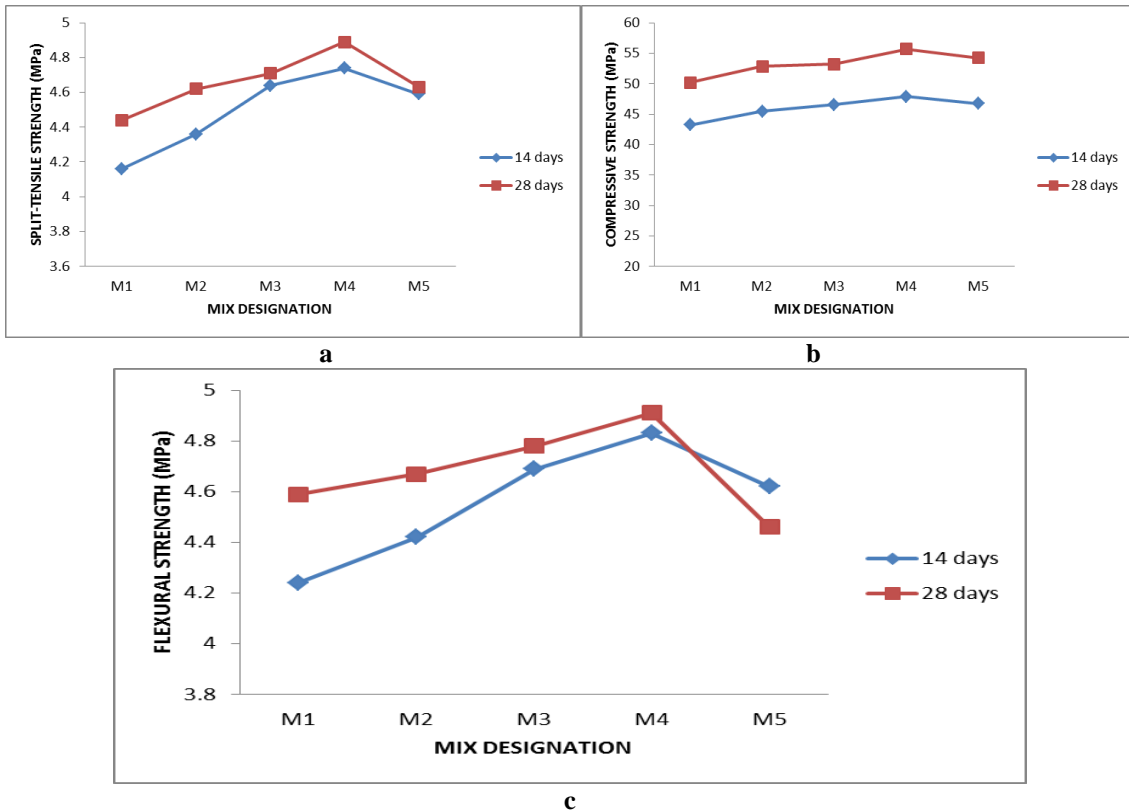 SPLIT-TENSILE STRENGTH (MPa)
5
4.8
4.6
4.4
4.2
4
3.8
3.6
M1 M2 M3 M4 M5
MIX DESIGNATION
14 days
28 days
a
COMPRESSIVE STRENGTH (MPa)
60
55
50
45
40
35
30
25
20
M1 M2 M3 M4 M5
MIX DESIGNATION
14 days
28 days
b
FLEXURAL STRENGTH (MPa)
5
4.8
4.6
4.4
4.2
4
3.8
M1 M2 M3 M4 M5
MIX DESIGNATION
14 days
28 days
c